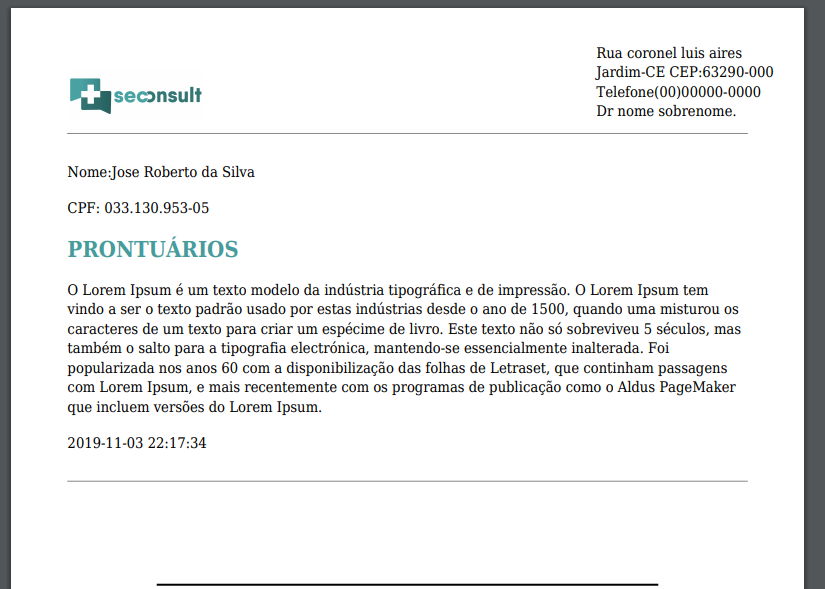 seconsult
Rua coronel luis aires
Jardim-CE CEP:63290-000
Telefone(00)00000-0000
Dr nome sobrenome.
Nome:Jose Roberto da Silva
CPF: 033.130.953-05
PRONTUÁRIOS
O Lorem Ipsum é um texto modelo da indústria tipográfica e de impressão. O Lorem Ipsum tem
vindo a ser o texto padrão usado por estas indústrias desde o ano de 1500, quando uma misturou os
caracteres de um texto para criar um espécime de livro. Este texto não só sobreviveu 5 séculos, mas
também o salto para a tipografia electrónica, mantendo-se essencialmente inalterada. Foi
popularizada nos anos 60 com a disponibilização das folhas de Letraset, que continham passagens
com Lorem Ipsum, e mais recentemente com os programas de publicação como o Aldus PageMaker
que incluem versões do Lorem Ipsum.
2019-11-03 22:17:34